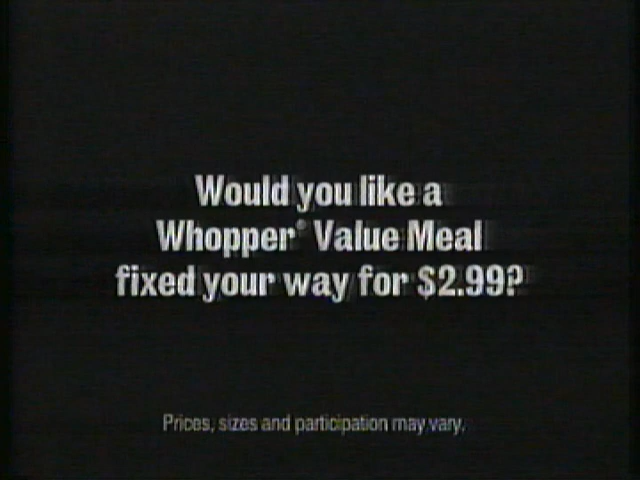 Would you like a
Whopper® Value Meal
fixed your way for $2.99?
Prices, sizes and participation may vary.